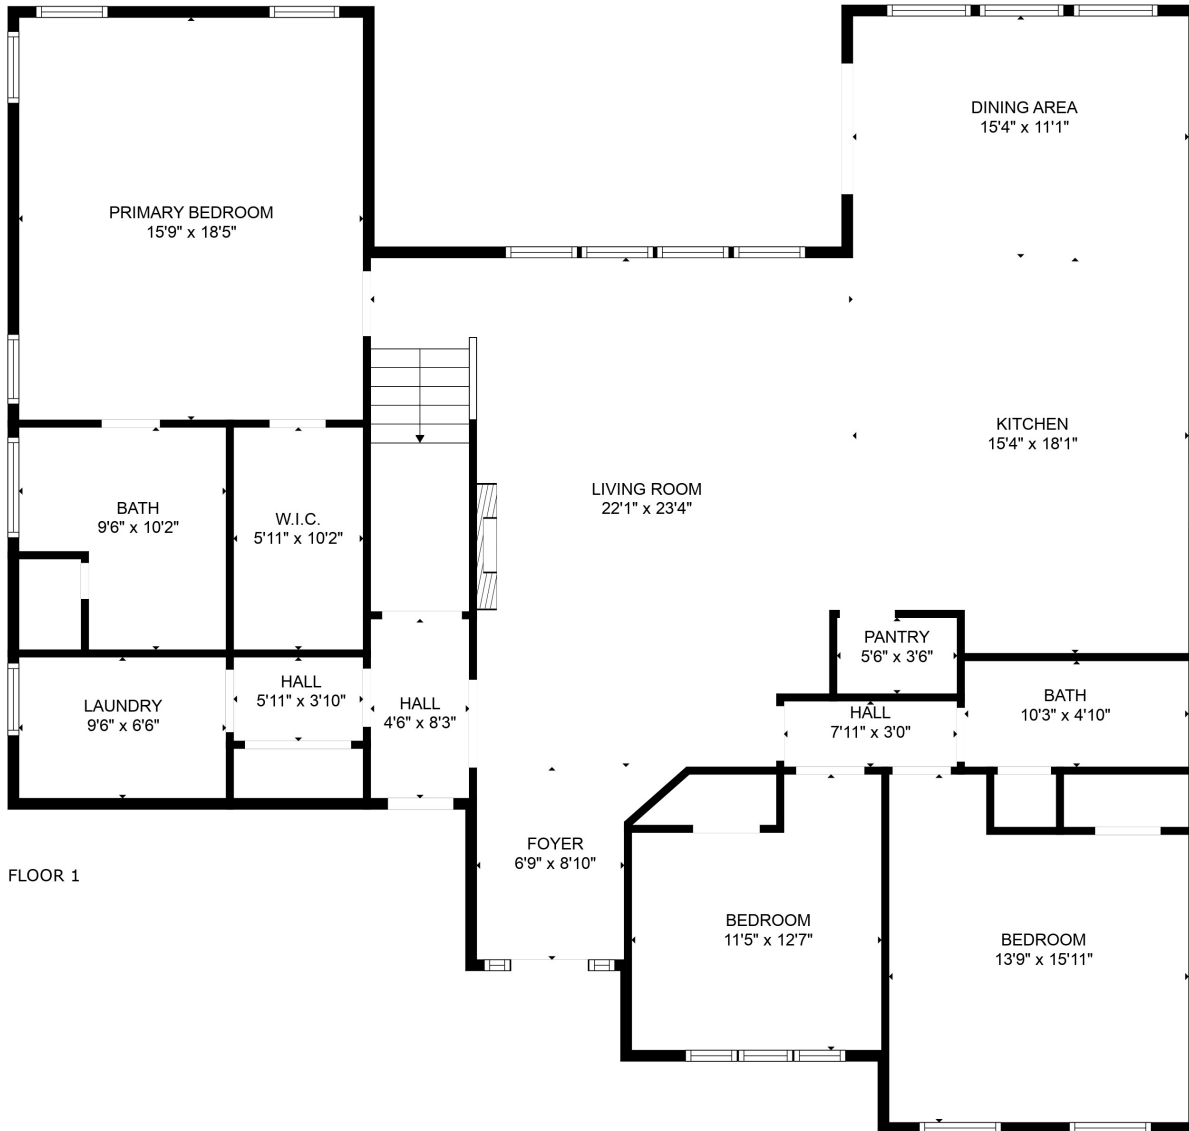 DINING AREA
15'4" x 11'1"
PRIMARY BEDROOM
15'9" x 18'5"
KITCHEN
15'4" x 18'1"
LIVING ROOM
22'1" x 23'4"
BATH
9'6" x 10'2"
W.I.C.
5'11" x 10'2"
PANTRY
5'6" x 3'6"
HALL
5'11" x 3'10"
LAUNDRY
9'6" x 6'6"
HALL
4'6" x 8'3"
HALL
7'11" x 3'0"
BATH
10'3" x 4'10"
FOYER
6'9" x 8'10"
FLOOR 1
BEDROOM
11'5" x 12'7"
BEDROOM
13'9" x 15'11"